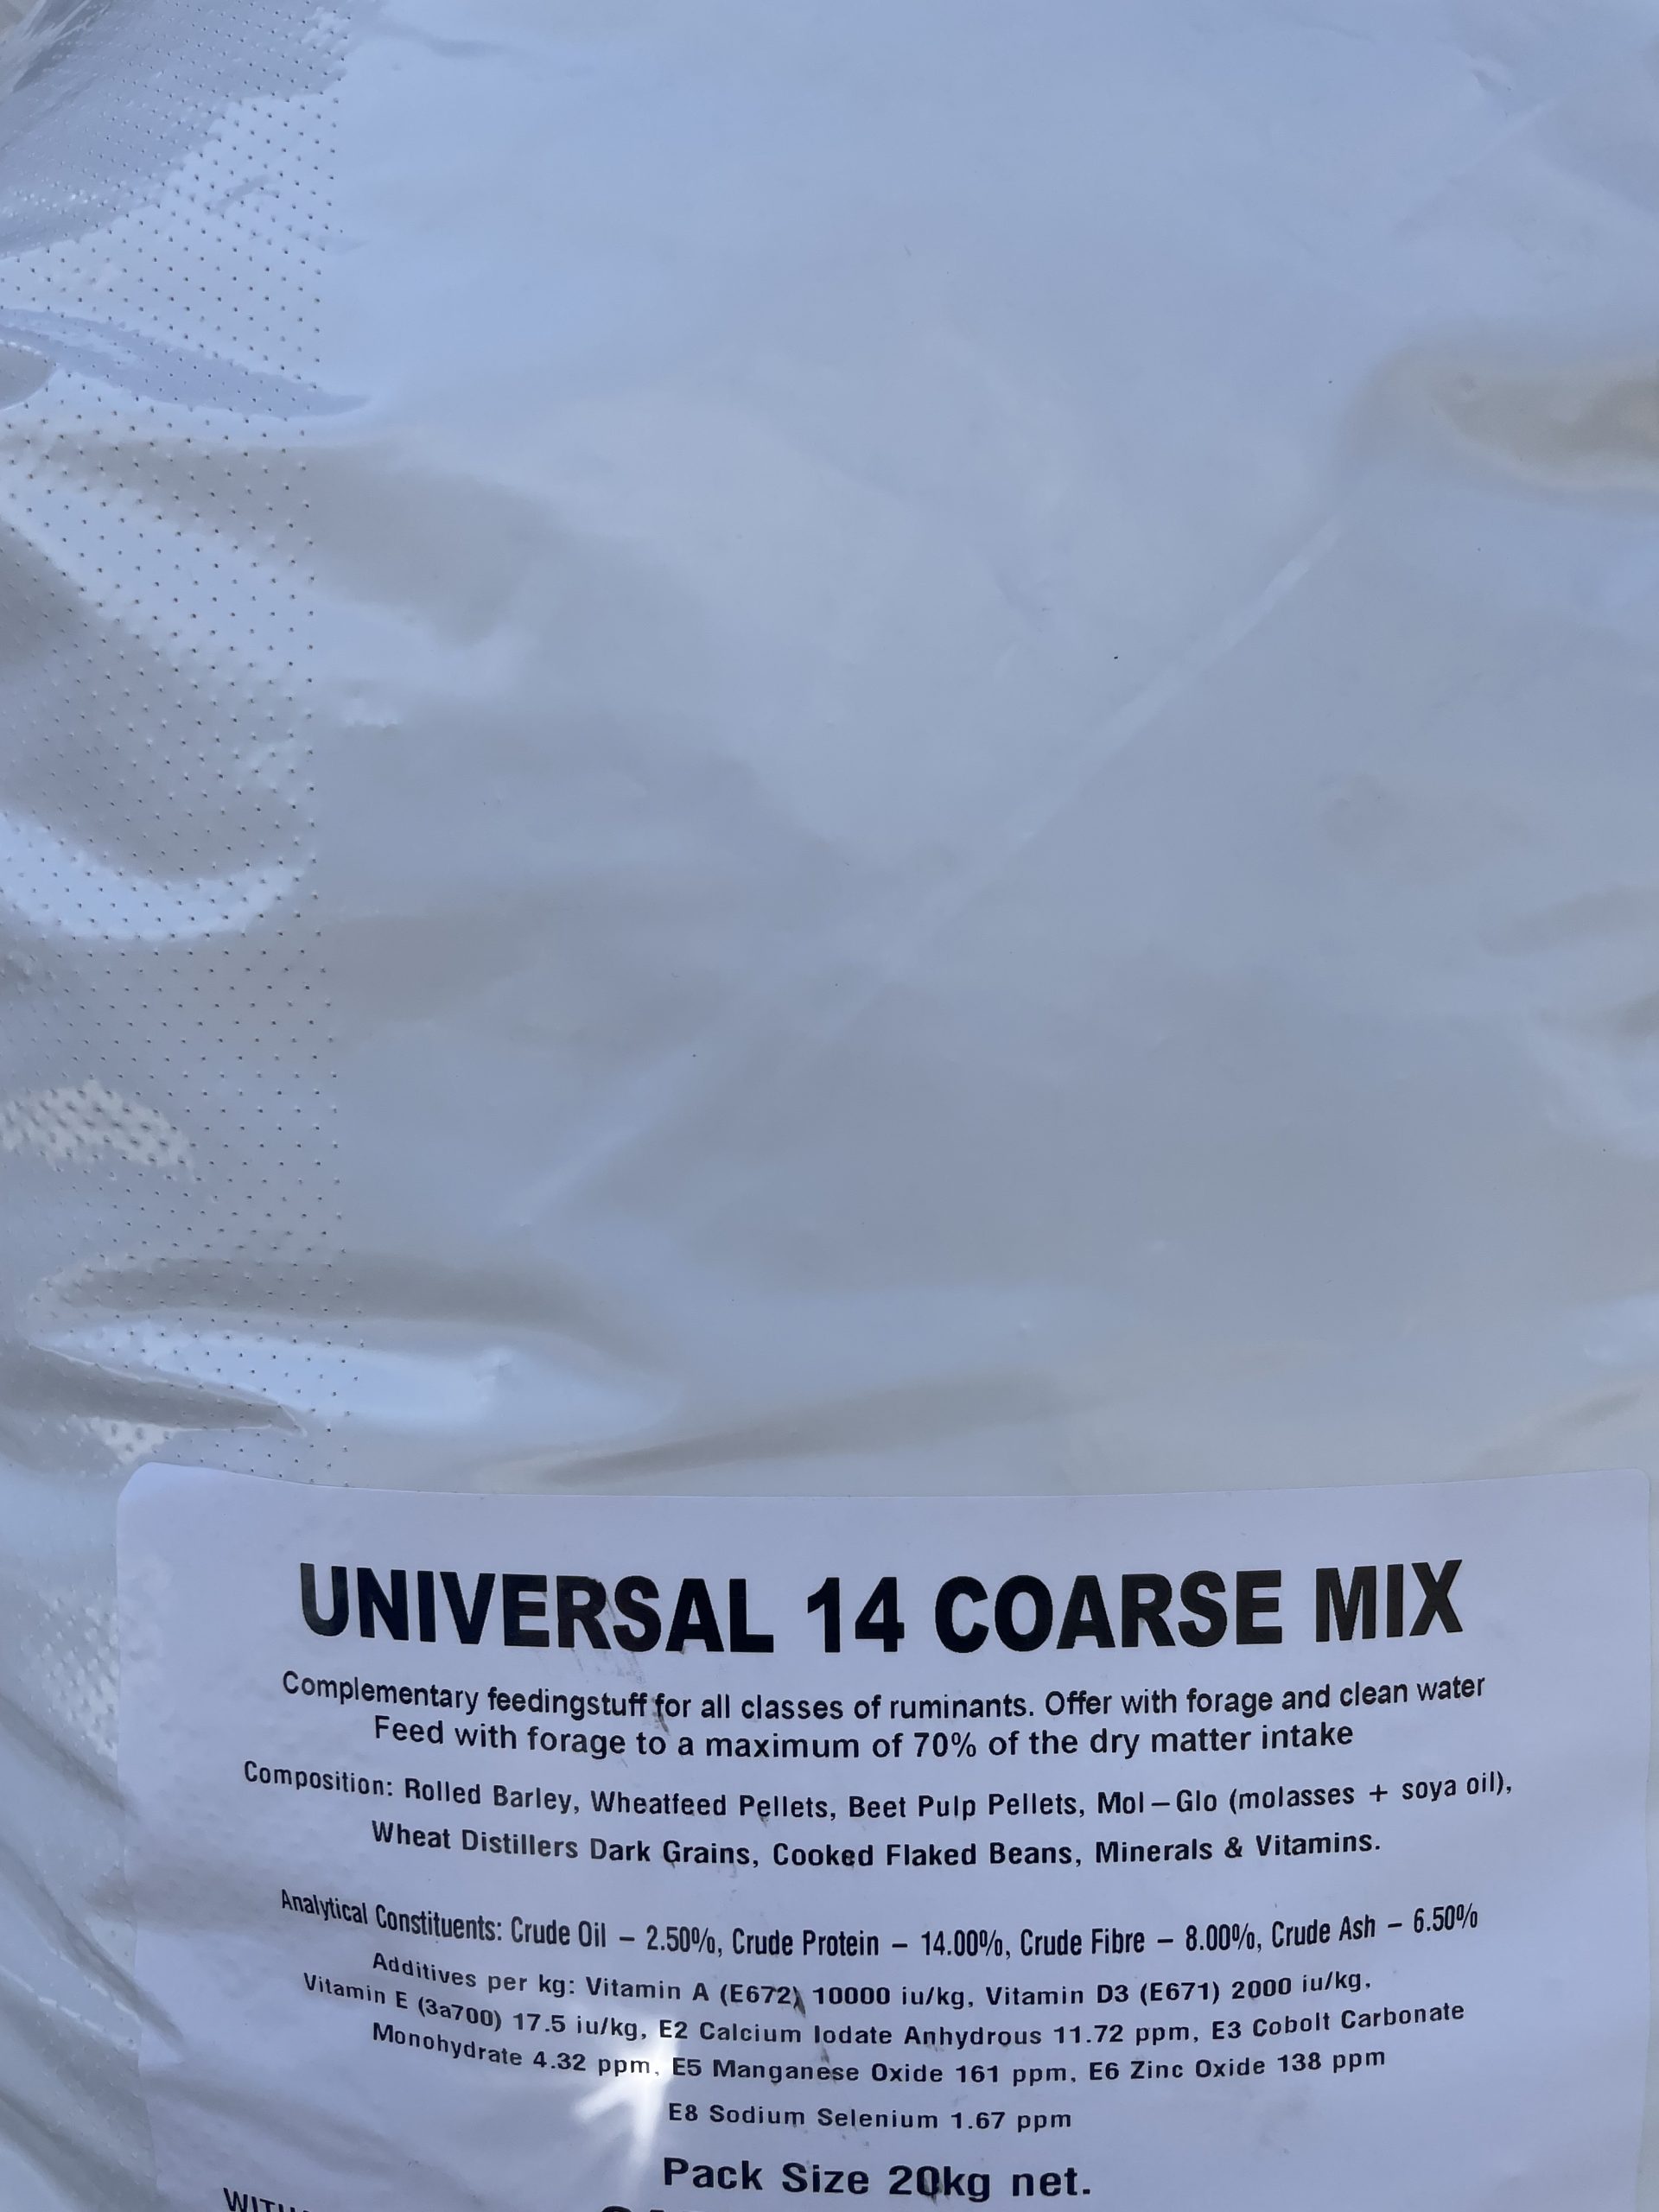 UNIVERSAL 14 COARSE MIX
Complementary feedingstuff for all classes of ruminants. Offer with forage and clean water
Feed with forage to a maximum of 70% of the dry matter intake
Composition: Rolled Barley, Wheatfeed Pellets, Beet Pulp Pellets, Mol – Glo (molasses + soya oil),
Wheat Distillers Dark Grains, Cooked Flaked Beans, Minerals & Vitamins.
Analytical Constituents: Crude Oil – 2.50%, Crude Protein – 14.00%, Crude Fibre – 8.00%, Crude Ash – 6.50%
Additives per kg: Vitamin A (E672) 10000 iu/kg, Vitamin D3 (E671) 2000 iu/kg,
Vitamin E (3a700) 17.5 iu/kg, E2 Calcium Iodate Anhydrous 11.72 ppm, E3 Cobolt Carbonate
Monohydrate 4.32 ppm, E5 Manganese Oxide 161 ppm, E6 Zinc Oxide 138 ppm
E8 Sodium Selenium 1.67 ppm
Pack Size 20kg net.